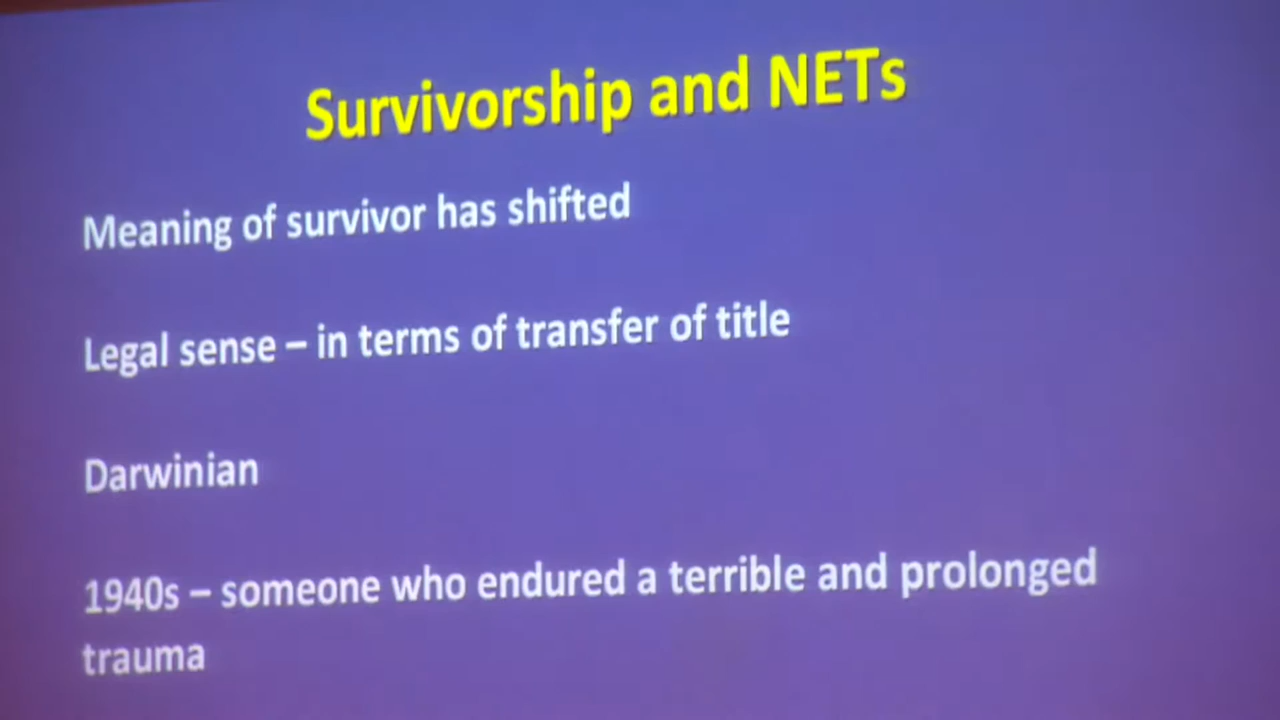 Survivorship and NETs
Meaning of survivor has shifted
Legal sense – in terms of transfer of title
Darwinian
1940s – someone who endured a terrible and prolonged
trauma